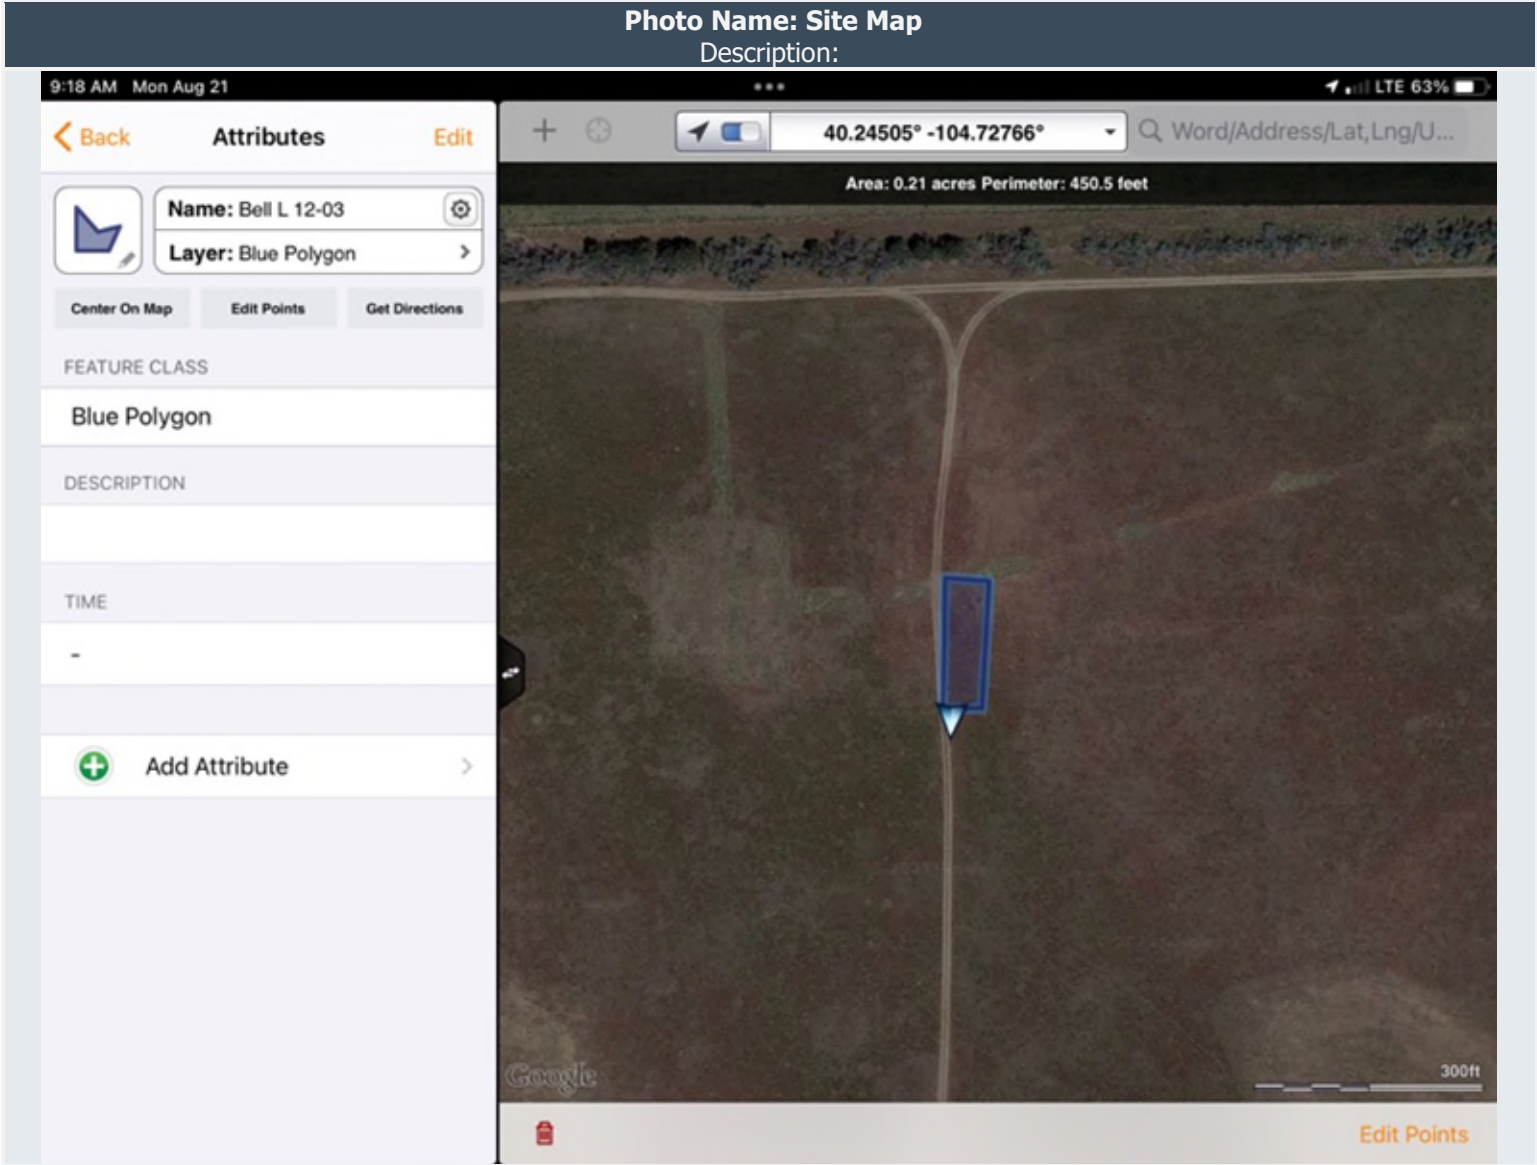 Photo Name: Site Map
Description:
9:18 AM Mon Aug 21
LTE 63%
Back
Attributes
Edit
Name: Bell L 12-03
Layer: Blue Polygon
Center On Map
Edit Points
Get Directions
FEATURE CLASS
Blue Polygon
DESCRIPTION
TIME
-
Add Attribute
40.24505° -104.72766°
Word/Address/Lat,Lng/U...
Area: 0.21 acres Perimeter: 450.5 feet
Google
300ft
Edit Points